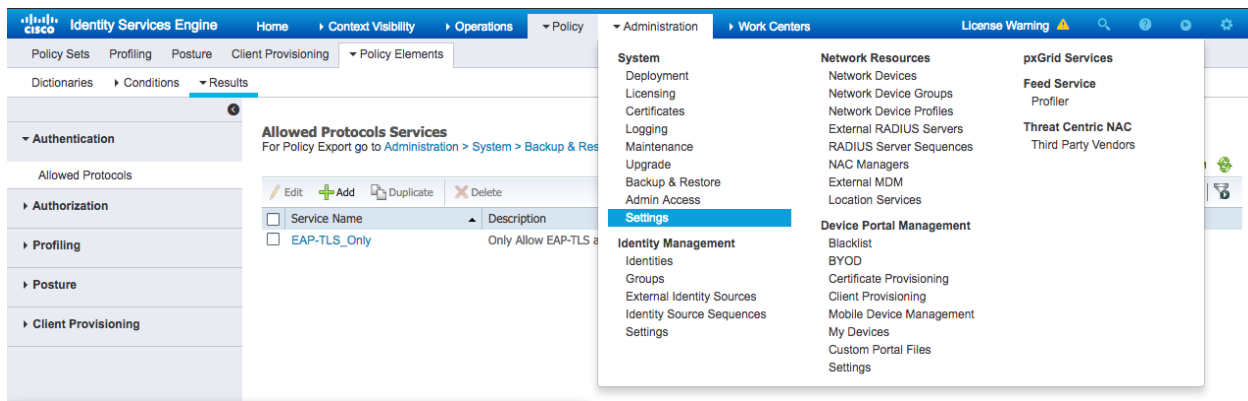 CISCO Identity Services Engine Home Context Visibility Operations Policy Administration Work Centers License Warning
Policy Sets Profiling Posture Client Provisioning Policy Elements
Dictionaries Conditions Results
Authentication
Allowed Protocols
Authorization
Profiling
Posture
Client Provisioning
Allowed Protocols Services
For Policy Export go to Administration > System > Backup & Res
Edit Add Duplicate Delete
Service Name Description
EAP-TLS_Only Only Allow EAP-TLS a
System
Deployment
Licensing
Certificates
Logging
Maintenance
Upgrade
Backup & Restore
Admin Access
Settings
Identity Management
Identities
Groups
External Identity Sources
Identity Source Sequences
Settings
Network Resources
Network Devices
Network Device Groups
Network Device Profiles
External RADIUS Servers
RADIUS Server Sequences
NAC Managers
External MDM
Location Services
Device Portal Management
Blacklist
BYOD
Certificate Provisioning
Client Provisioning
Mobile Device Management
My Devices
Custom Portal Files
Settings
pxGrid Services
Feed Service
Profiler
Threat Centric NAC
Third Party Vendors